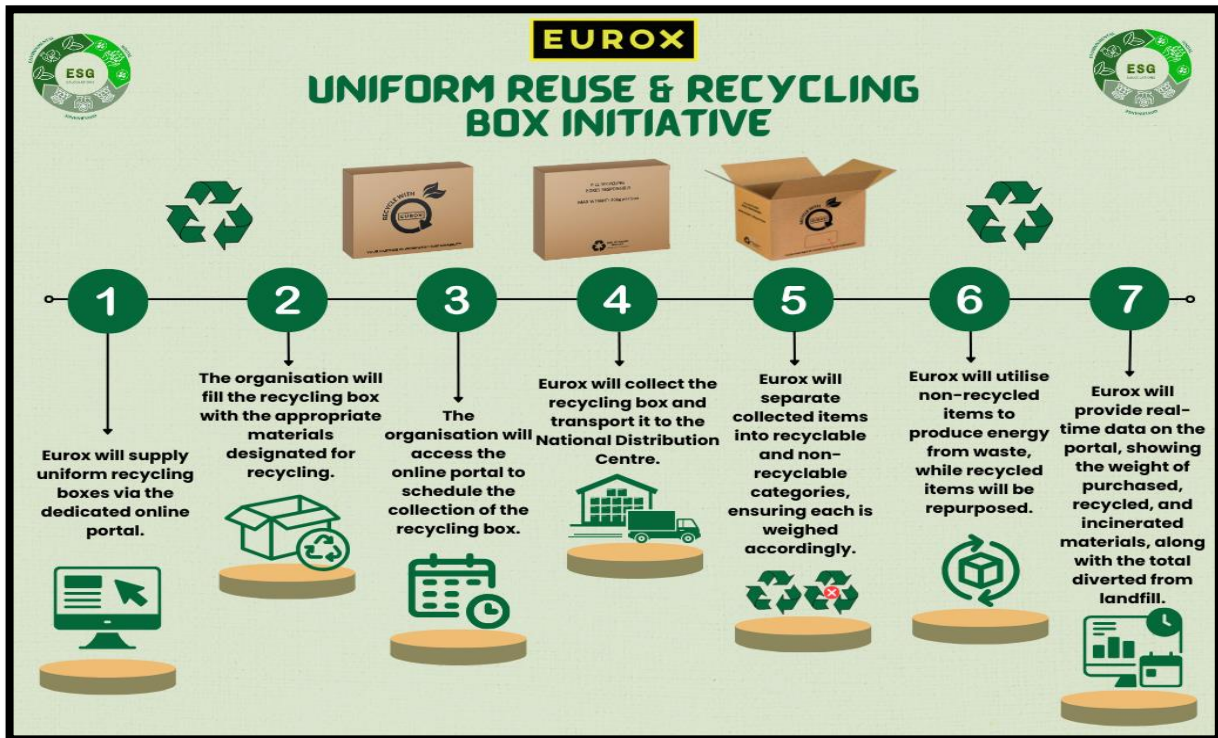 EUROX
UNIFORM REUSE & RECYCLING
BOX INITIATIVE
ESG
ESG
RECYCLE WITH
EUROX
1
2
3
4
5
6
7
Eurox will supply
uniform recycling
boxes via the
dedicated online
portal.
The organisation will
fill the recycling box
with the appropriate
materials
designated for
recycling.
The
organisation will
access the
online portal to
schedule the
collection of the
recycling box.
Eurox will collect the
recycling box and
transport it to the
National Distribution
Centre.
Eurox will
separate
collected items
into recyclable
and non-
recyclable
categories,
ensuring each is
weighed
accordingly.
Eurox will utilise
non-recycled
items to
produce energy
from waste,
while recycled
items will be
repurposed.
Eurox will
provide real-
time data on the
portal, showing
the weight of
purchased,
recycled, and
incinerated
materials, along
with the total
diverted from
landfill.